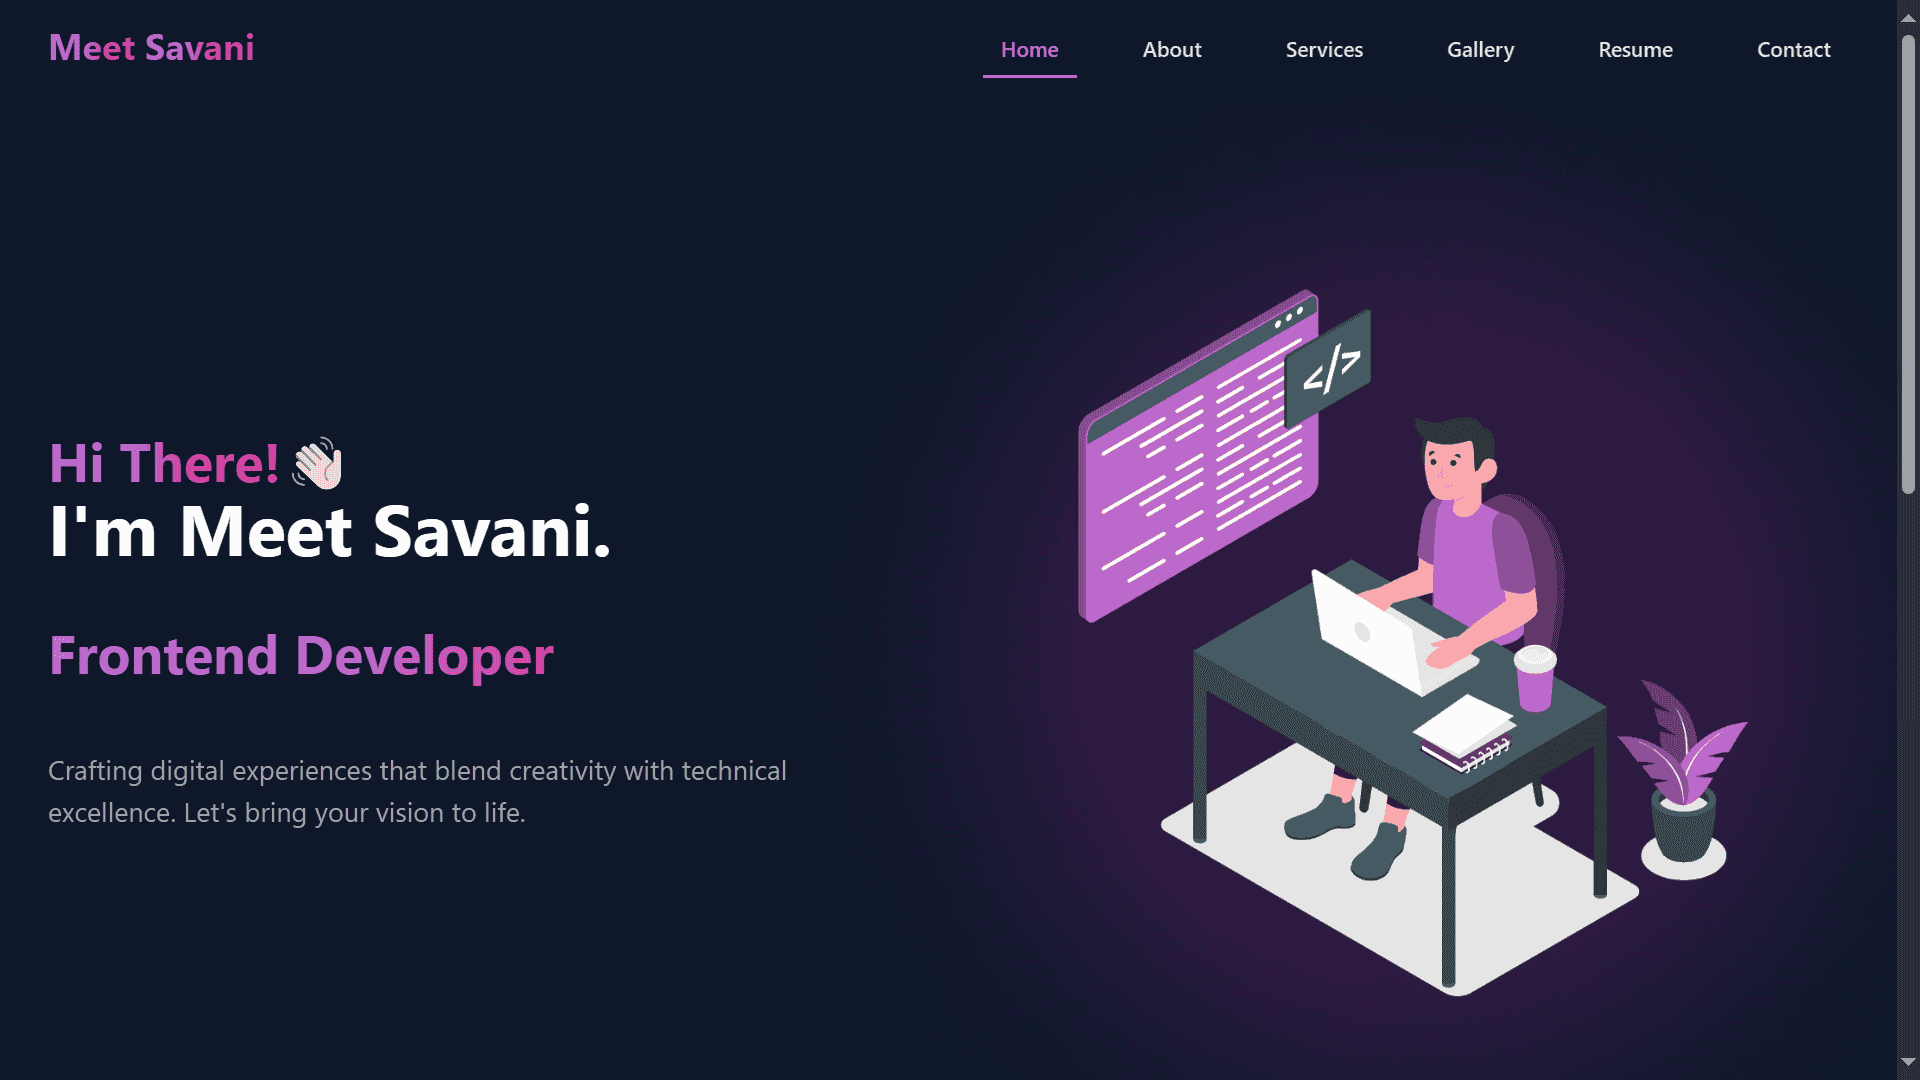 Meet Savani
Home About Services Gallery Resume Contact
Hi There! 👋🏻
I'm Meet Savani.
Frontend Developer
Crafting digital experiences that blend creativity with technical
excellence. Let's bring your vision to life.
</>